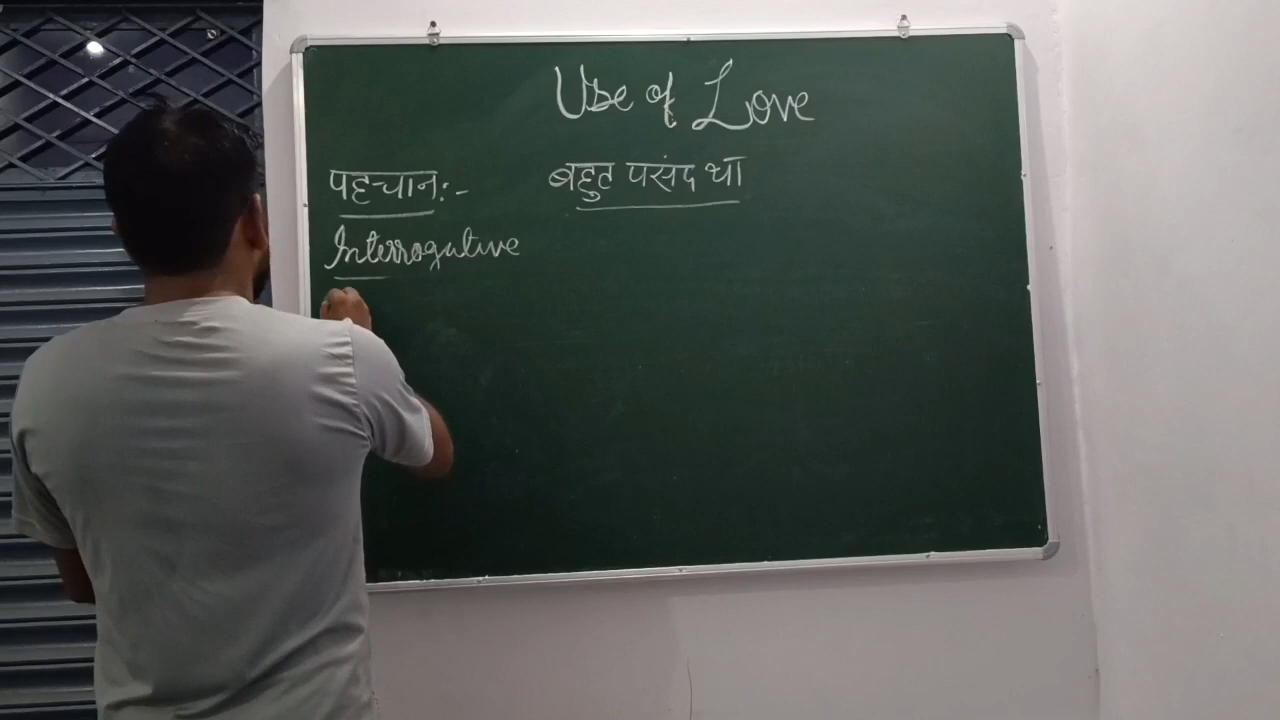 Use of Love
पहचान:- बहुत पसंद था
Interrogative